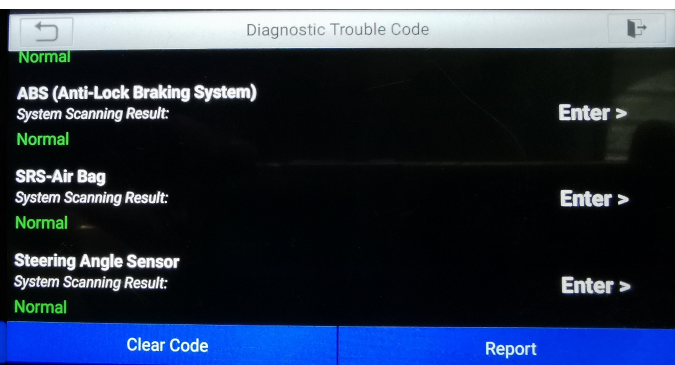 Diagnostic Trouble Code
Normal
ABS (Anti-Lock Braking System)
System Scanning Result:
Enter >
Normal
SRS-Air Bag
System Scanning Result:
Enter >
Normal
Steering Angle Sensor
System Scanning Result:
Enter >
Normal
Clear Code
Report